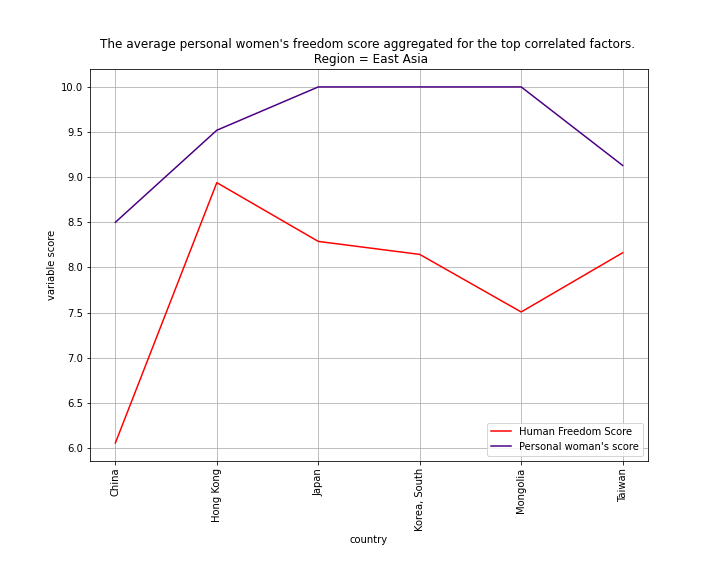 The average personal women's freedom score aggregated for the top correlated factors.
Region = East Asia
10.0
9.5
9.0
8.5
8.0
7.5
7.0
6.5
6.0
variable score
Human Freedom Score
Personal woman's score
China
Hong Kong
Japan
Korea, South
Mongolia
Taiwan
country